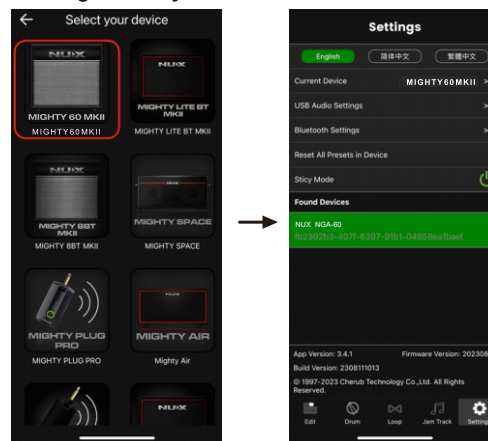 Select your device
NUX
MIGHTY 60 MKII
MIGHTY60MKII
NUX
MIGHTY LITE BT
MKII
MIGHTY LITE BT MKII
NUX
MIGHTY 8BT
MKII
MIGHTY 8BT MKII
MIGHTY SPACE
MIGHTY SPACE
MIGHTY PLUG
PRO
MIGHTY PLUG PRO
NUX
MIGHTY AIR
Mighty Air
NUX
Settings
English
简体中文
繁體中文
Current Device MIGHTY60MKII >
USB Audio Settings >
Bluetooth Settings >
Reset All Presets in Device
Sticy Mode
Found Devices
NUX NGA-60
fb2302b3-407f-6397-91b1-04858ea1baef
App Version: 3.4.1 Firmware Version: 202308
Build Version: 2308111013
© 1997-2023 Cherub Technology Co.,Ltd. All Rights
Reserved.
Edit Drum Loop Jam Track Setting